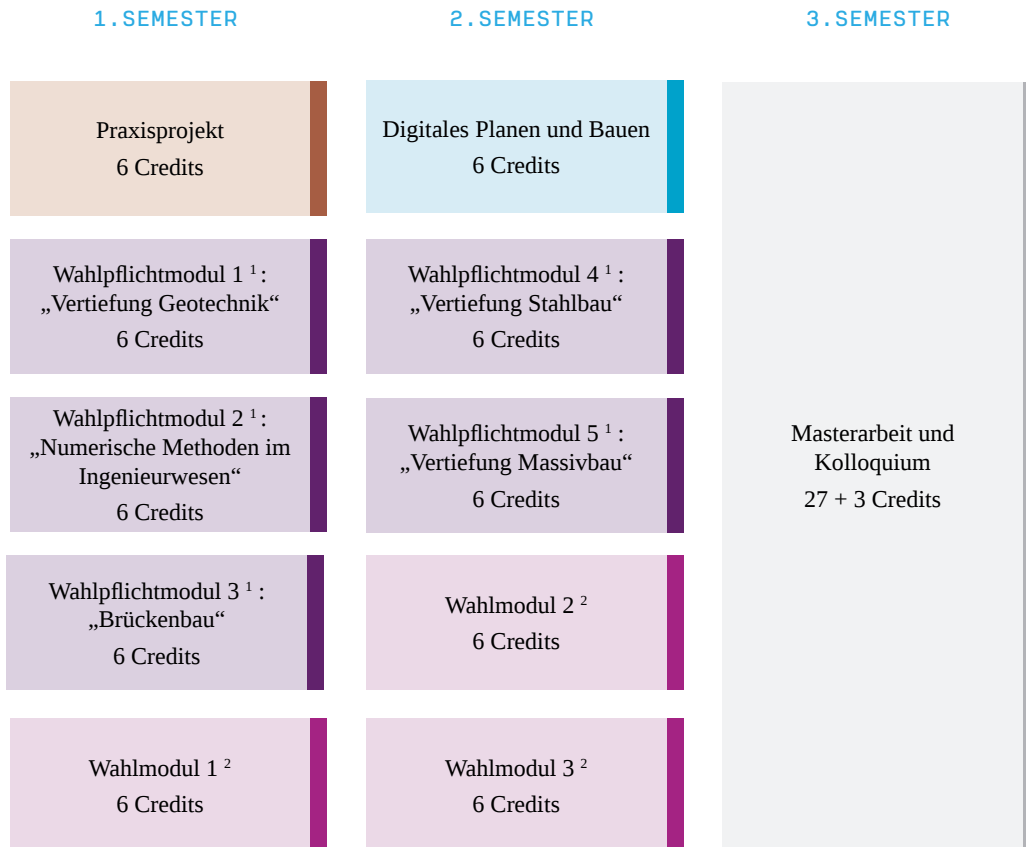 1.SEMESTER
2.SEMESTER
3.SEMESTER
Praxisprojekt
6 Credits
Digitales Planen und Bauen
6 Credits
Wahlpflichtmodul 1 ¹ :
„Vertiefung Geotechnik“
6 Credits
Wahlpflichtmodul 4 ¹ :
„Vertiefung Stahlbau“
6 Credits
Wahlpflichtmodul 2 ¹ :
„Numerische Methoden im
Ingenieurwesen“
6 Credits
Wahlpflichtmodul 5 ¹ :
„Vertiefung Massivbau“
6 Credits
Masterarbeit und
Kolloquium
27 + 3 Credits
Wahlpflichtmodul 3 ¹ :
„Brückenbau“
6 Credits
Wahlmodul 2 ²
6 Credits
Wahlmodul 1 ²
6 Credits
Wahlmodul 3 ²
6 Credits